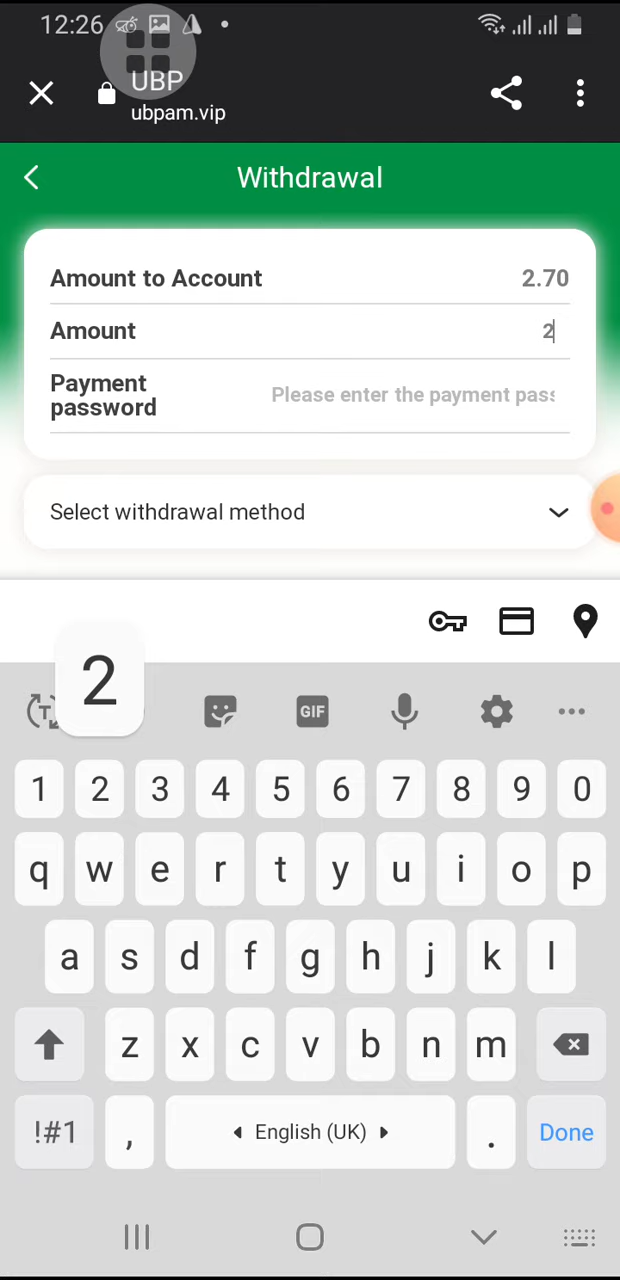 12:26
UBP
ubpam.vip
Withdrawal
Amount to Account 2.70
Amount 2
Payment password Please enter the payment pas
Select withdrawal method
2
GIF
1 2 3 4 5 6 7 8 9 0
q w e r t y u i o p
a s d f g h j k l
z x c v b n m
!#1 , English (UK) . Done